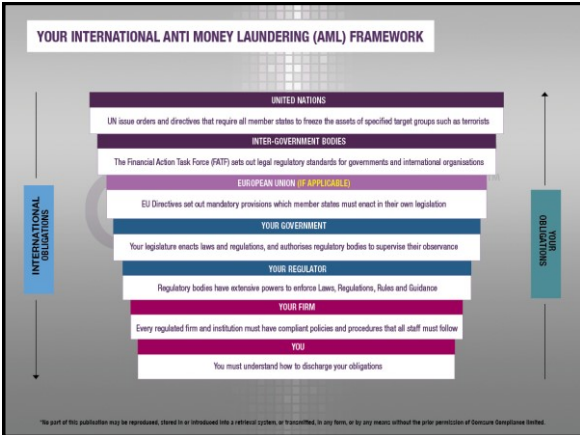 YOUR INTERNATIONAL ANTI MONEY LAUNDERING (AML) FRAMEWORK
UNITED NATIONS
UN issue orders and directives that require all member states to freeze the assets of specified target groups such as terrorists
INTER-GOVERNMENT BODIES
The Financial Action Task Force (FATF) sets out legal regulatory standards for governments and international organisations
EUROPEAN UNION (IF APPLICABLE)
EU Directives set out mandatory provisions which member states must enact in their own legislation
YOUR GOVERNMENT
Your legislature enacts laws and regulations, and authorises regulatory bodies to supervise their observance
YOUR REGULATOR
Regulatory bodies have extensive powers to enforce Laws, Regulations, Rules and Guidance
YOUR FIRM
Every regulated firm and institution must have compliant policies and procedures that all staff must follow
YOU
You must understand how to discharge your obligations
INTERNATIONAL
OBLIGATIONS
YOUR
OBLIGATIONS
*No part of this publication may be reproduced, stored in or introduced into a retrieval system, or transmitted, in any form, or by any means without the prior permission of Comsure Compliance limited.